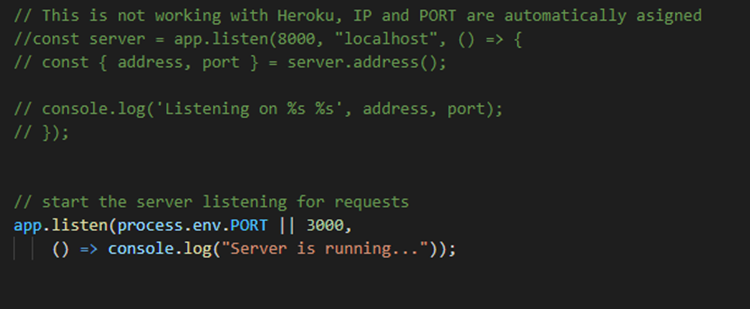 // This is not working with Heroku, IP and PORT are automatically asigned
//const server = app.listen(8000, "localhost", () => {
// const { address, port } = server.address();
// console.log('Listening on %s %s', address, port);
// });
// start the server listening for requests
app.listen(process.env.PORT || 3000,
() => console.log("Server is running..."));